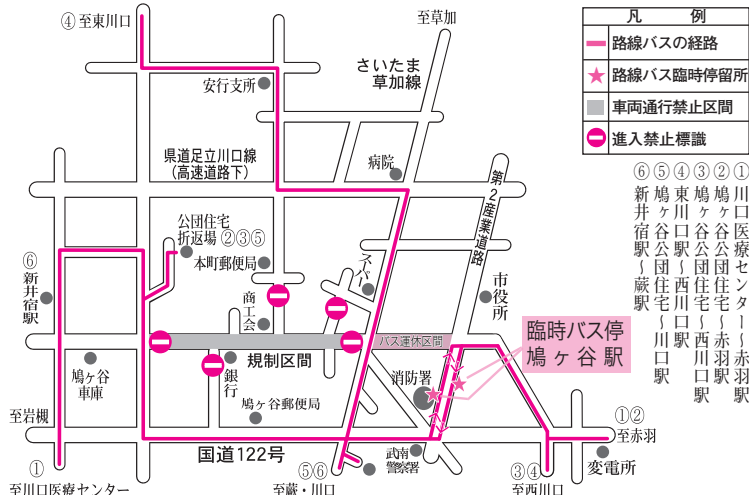 ④至東川口
至草加
さいたま
草加線
安行支所
県道足立川口線
(高速道路下)
病院
第2産業道路
公団住宅
折返場②③⑤
本町郵便局
スーパー
市役所
⑥
新井宿駅
商工会
バス運休区間
規制区間
臨時バス停
鳩ヶ谷駅
鳩ヶ谷
車庫
銀行
消防署
鳩ヶ谷郵便局
至岩槻
国道122号
武南
警察署
①②
至赤羽
変電所
①
至川口医療センター
⑤⑥
至蔵・川口
③④
至西川口
凡例
路線バスの経路
路線バス臨時停留所
車両通行禁止区間
進入禁止標識
①川口医療センター～赤羽駅
②鳩ヶ谷公団住宅～赤羽駅
③鳩ヶ谷公団住宅～西川口駅
④東川口駅～西川口駅
⑤鳩ヶ谷公団住宅～川口駅
⑥新井宿駅～蔵駅